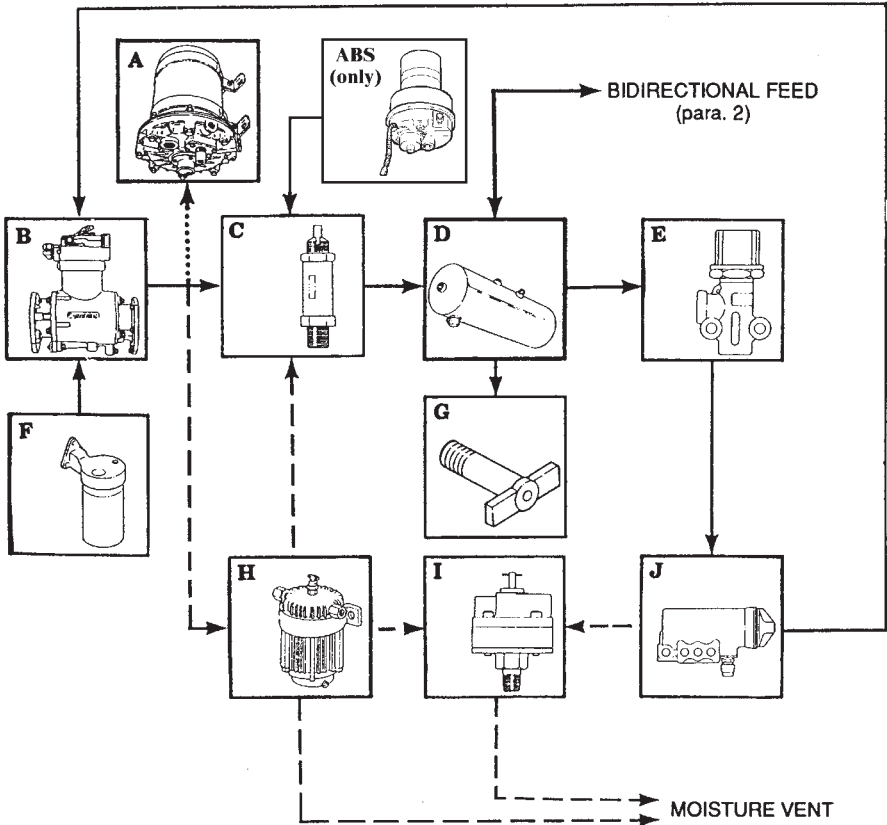 A
ABS
(only)
BIDIRECTIONAL FEED
(para. 2)
B
C
D
E
F
G
H
I
J
MOISTURE VENT